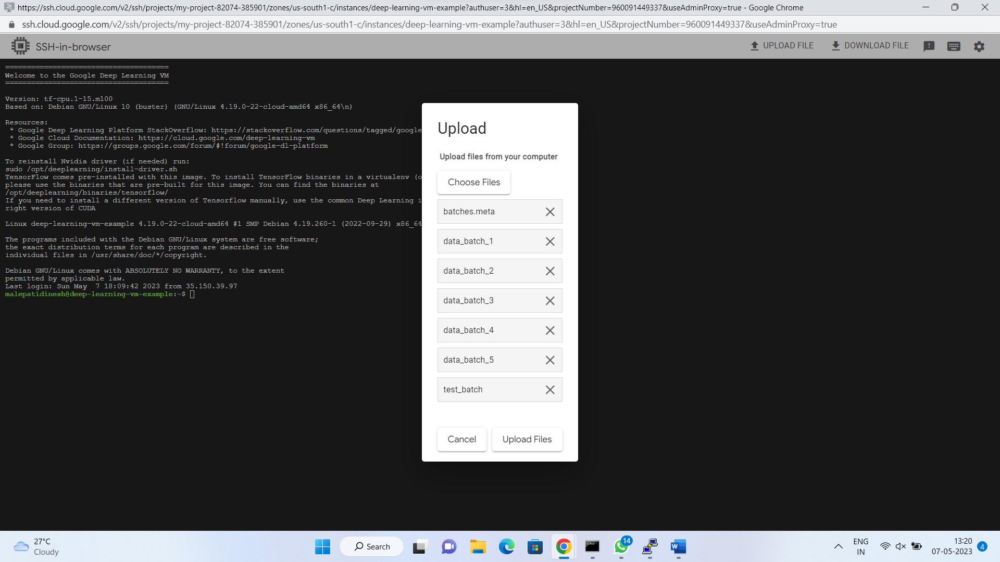 https://ssh.cloud.google.com/v2/ssh/projects/my-project-82074-385901/zones/us-south1-c/instances/deep-learning-vm-example?authuser=3&hl=en_US&projectNumber=960091449337&useAdminProxy=true - Google Chrome
ssh.cloud.google.com/v2/ssh/projects/my-project-82074-385901/zones/us-south1-c/instances/deep-learning-vm-example?authuser=3&hl=en_US&projectNumber=960091449337&useAdminProxy=true
SSH-in-browser
UPLOAD FILE
DOWNLOAD FILE
======================================
Welcome to the Google Deep Learning VM
======================================
Version: tf-cpu.1-15.m100
Based on: Debian GNU/Linux 10 (buster) (GNU/Linux 4.19.0-22-cloud-amd64 x86_64\n)
Resources:
* Google Deep Learning Platform StackOverflow: https://stackoverflow.com/questions/tagged/google
* Google Cloud Documentation: https://cloud.google.com/deep-learning-vm
* Google Group: https://groups.google.com/forum/#!forum/google-dl-platform
To reinstall Nvidia driver (if needed) run:
sudo /opt/deeplearning/install-driver.sh
TensorFlow comes pre-installed with this image. To install TensorFlow binaries in a virtualenv (o
please use the binaries that are pre-built for this image. You can find the binaries at
/opt/deeplearning/binaries/tensorflow/
If you need to install a different version of Tensorflow manually, use the common Deep Learning i
right version of CUDA
Linux deep-learning-vm-example 4.19.0-22-cloud-amd64 #1 SMP Debian 4.19.260-1 (2022-09-29) x86_64
The programs included with the Debian GNU/Linux system are free software;
the exact distribution terms for each program are described in the
individual files in /usr/share/doc/*/copyright.
Debian GNU/Linux comes with ABSOLUTELY NO WARRANTY, to the extent
permitted by applicable law.
Last login: Sun May  7 18:09:42 2023 from 35.150.39.97
malepatidinesh@deep-learning-vm-example:~$
Upload
Upload files from your computer
Choose Files
batches.meta
data_batch_1
data_batch_2
data_batch_3
data_batch_4
data_batch_5
test_batch
Cancel
Upload Files
27°C
Cloudy
Search
14
ENG
IN
13:20
07-05-2023
4